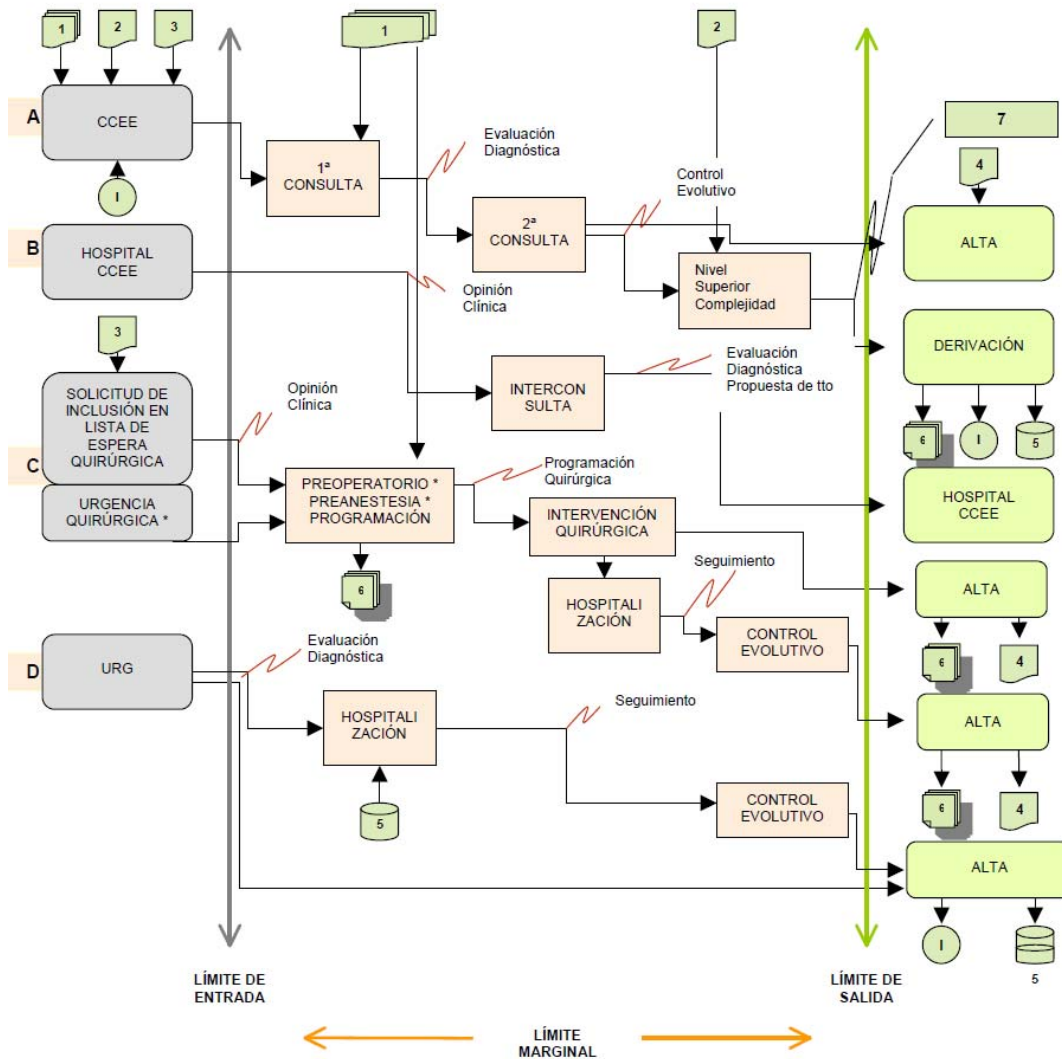 1
2
3
1
2
A
CCEE
I
1ª
CONSULTA
Evaluación
Diagnóstica
2ª
CONSULTA
Control
Evolutivo
Nivel
Superior
Complejidad
7
4
ALTA
B
HOSPITAL
CCEE
Opinión
Clínica
INTERCON
SULTA
Evaluación
Diagnóstica
Propuesta de tto
DERIVACIÓN
6
I
5
HOSPITAL
CCEE
3
C
SOLICITUD DE
INCLUSIÓN EN
LISTA DE
ESPERA
QUIRÚRGICA
URGENCIA
QUIRÚRGICA *
Opinión
Clínica
PREOPERATORIO *
PREANESTESIA *
PROGRAMACIÓN
6
Programación
Quirúrgica
INTERVENCIÓN
QUIRÚRGICA
HOSPITALI
ZACIÓN
Seguimiento
CONTROL
EVOLUTIVO
ALTA
6
4
ALTA
6
4
D
URG
Evaluación
Diagnóstica
HOSPITALI
ZACIÓN
5
Seguimiento
CONTROL
EVOLUTIVO
ALTA
I
5
LÍMITE DE
ENTRADA
LÍMITE
MARGINAL
LÍMITE DE
SALIDA